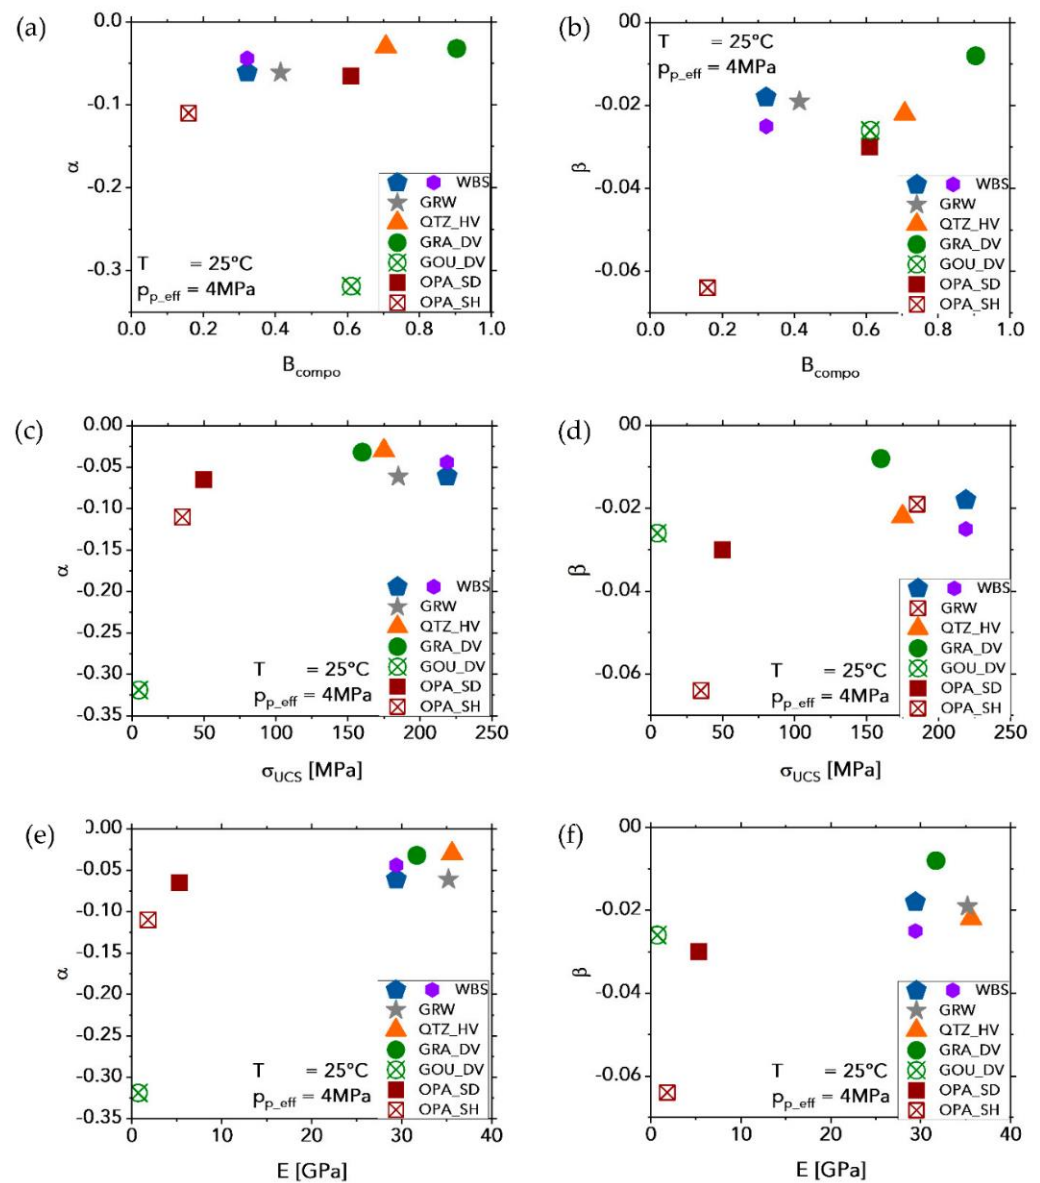 (a)
0.0
-0.1
-0.2
-0.3
α
T = 25°C
p_p_eff = 4MPa
WBS
GRW
QTZ_HV
GRA_DV
GOU_DV
OPA_SD
OPA_SH
0.0 0.2 0.4 0.6 0.8 1.0
B_compo
(b)
00
-0.02
-0.04
-0.06
β
T = 25°C
p_p_eff = 4MPa
WBS
GRW
QTZ_HV
GRA_DV
GOU_DV
OPA_SD
OPA_SH
0.0 0.2 0.4 0.6 0.8 1.0
B_compo
(c)
0.00
-0.05
-0.10
-0.15
-0.20
-0.25
-0.30
-0.35
α
WBS
GRW
QTZ_HV
GRA_DV
GOU_DV
OPA_SD
OPA_SH
T = 25°C
p_p_eff = 4MPa
0 50 100 150 200 250
σ_UCS [MPa]
(d)
00
-0.02
-0.04
-0.06
β
WBS
GRW
QTZ_HV
GRA_DV
GOU_DV
OPA_SD
OPA_SH
T = 25°C
p_p_eff = 4MPa
0 50 100 150 200 250
σ_UCS [MPa]
(e)
0.00
-0.05
-0.10
-0.15
-0.20
-0.25
-0.30
-0.35
α
WBS
GRW
QTZ_HV
GRA_DV
GOU_DV
OPA_SD
OPA_SH
T = 25°C
p_p_eff = 4MPa
0 10 20 30 40
E [GPa]
(f)
00
-0.02
-0.04
-0.06
β
WBS
GRW
QTZ_HV
GRA_DV
GOU_DV
OPA_SD
OPA_SH
T = 25°C
p_p_eff = 4MPa
0 10 20 30 40
E [GPa]